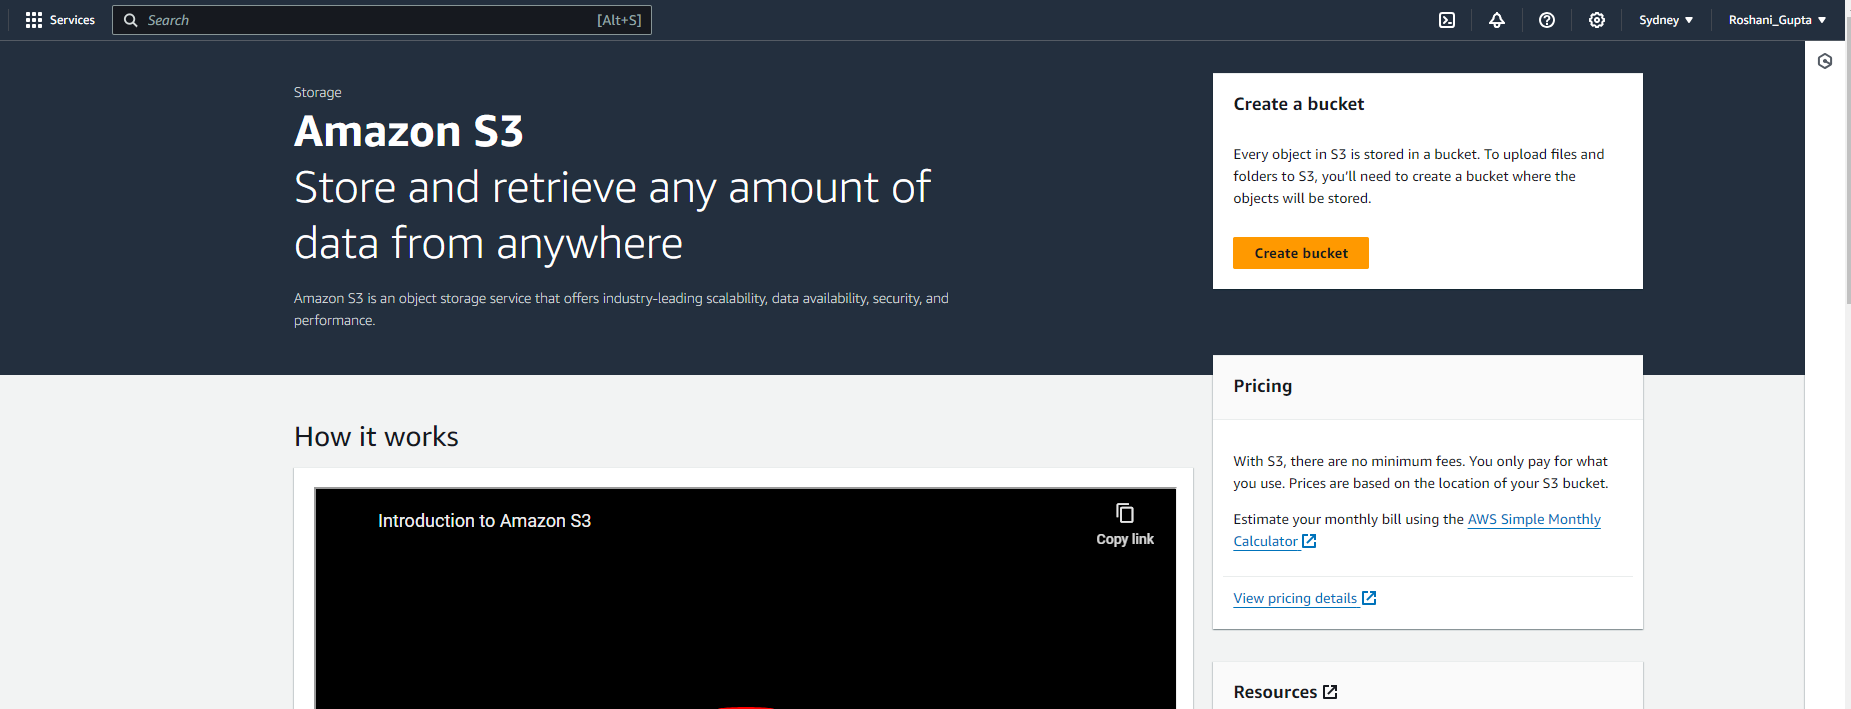 Services
Search [Alt+S]
Sydney ▼
Roshani_Gupta ▼
Storage
Amazon S3
Store and retrieve any amount of
data from anywhere
Amazon S3 is an object storage service that offers industry-leading scalability, data availability, security, and
performance.
Create a bucket
Every object in S3 is stored in a bucket. To upload files and
folders to S3, you’ll need to create a bucket where the
objects will be stored.
Create bucket
Pricing
With S3, there are no minimum fees. You only pay for what
you use. Prices are based on the location of your S3 bucket.
Estimate your monthly bill using the AWS Simple Monthly
Calculator
View pricing details
How it works
Introduction to Amazon S3
Copy link
Resources